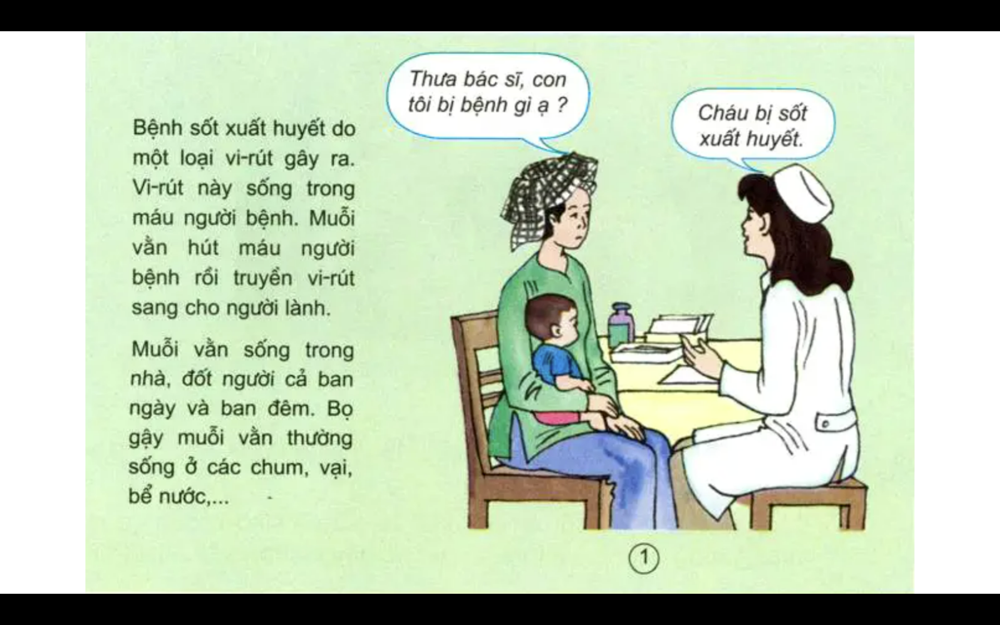 Thưa bác sĩ, con
tôi bị bệnh gì ạ ?
Cháu bị sốt
xuất huyết.
Bệnh sốt xuất huyết do
một loại vi-rút gây ra.
Vi-rút này sống trong
máu người bệnh. Muỗi
vằn hút máu người
bệnh rồi truyền vi-rút
sang cho người lành.
Muỗi vằn sống trong
nhà, đốt người cả ban
ngày và ban đêm. Bọ
gậy muỗi vằn thường
sống ở các chum, vại,
bể nước,...
1